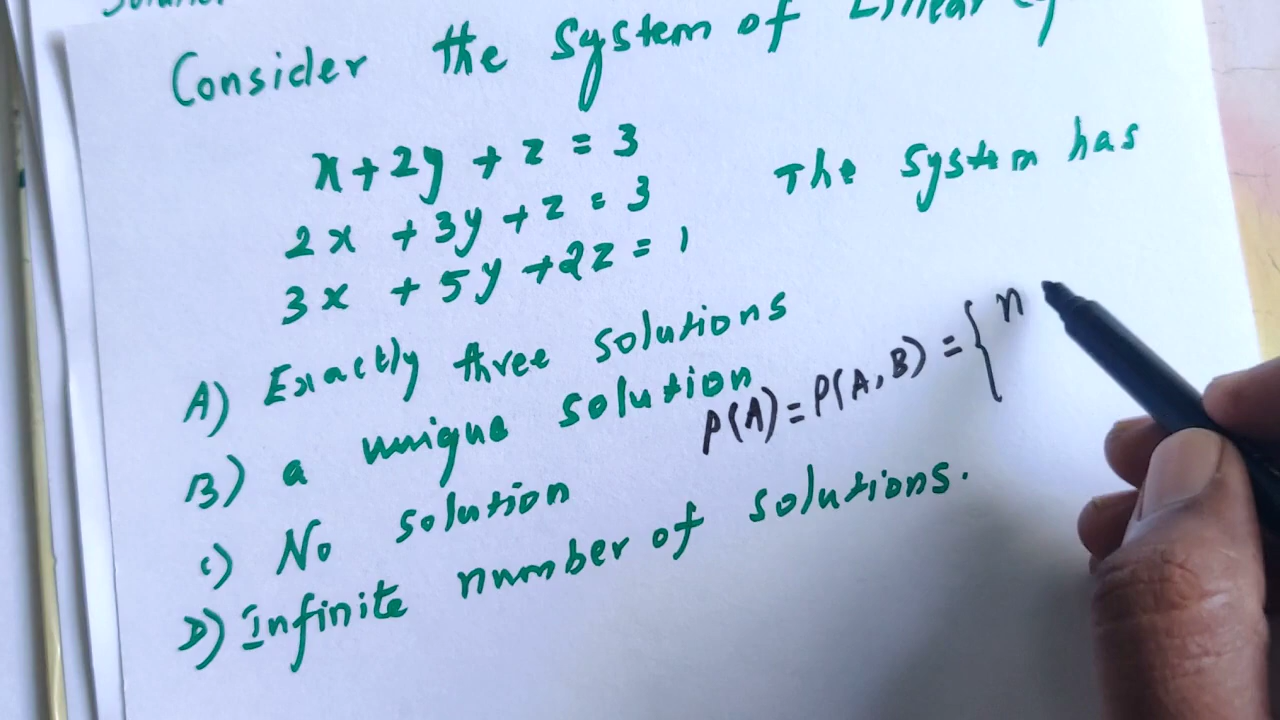 Consider the system of Linear
x+2y+z=3
2x+3y+z=3 The system has
3x+5y+2z=1
A) Exactly three solutions
B) a unique solution ρ(A)=ρ(A,B)={n
c) No solution
D) Infinite number of solutions.